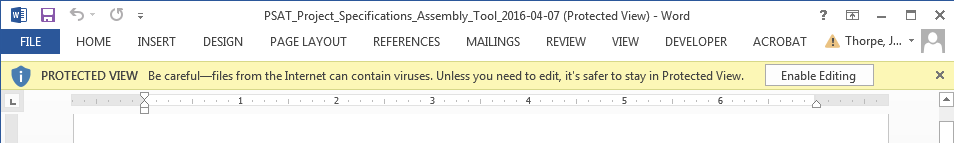 PSAT_Project_Specifications_Assembly_Tool_2016-04-07 (Protected View) - Word
FILE HOME INSERT DESIGN PAGE LAYOUT REFERENCES MAILINGS REVIEW VIEW DEVELOPER ACROBAT Thorpe, J...
PROTECTED VIEW Be careful—files from the Internet can contain viruses. Unless you need to edit, it's safer to stay in Protected View. Enable Editing
1 2 3 4 5 6